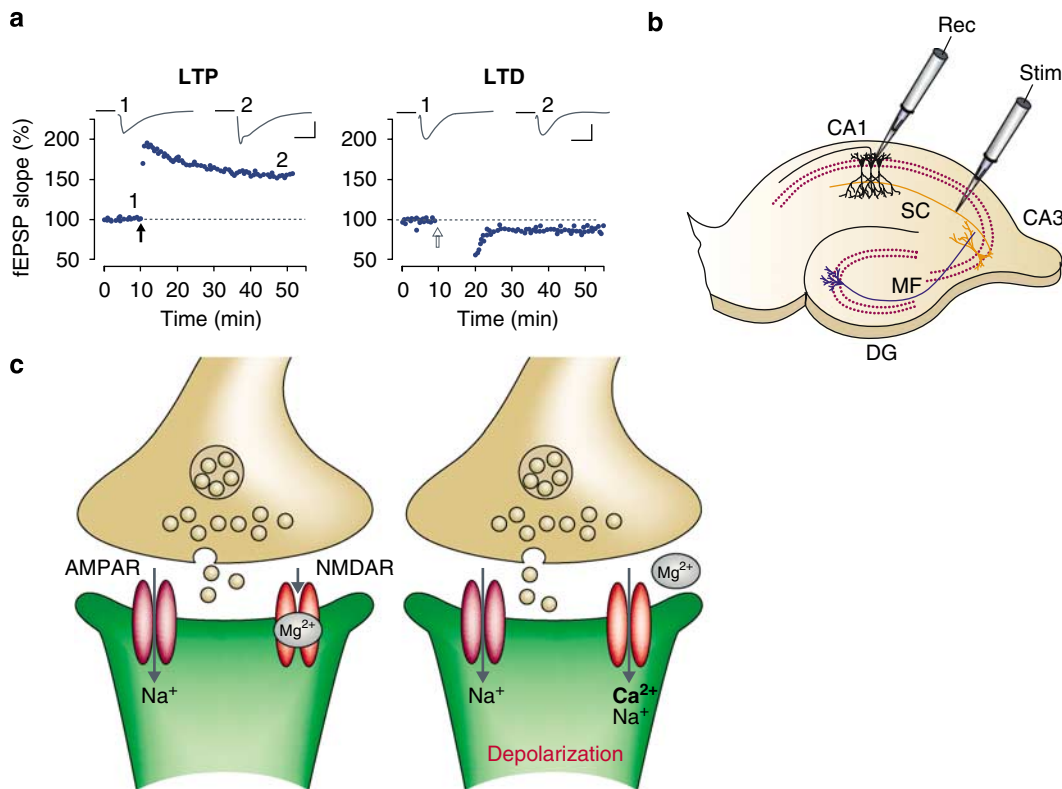 a
LTP
LTD
1
2
1
2
fEPSP slope (%)
200
150
100
50
1
2
0 10 20 30 40 50
Time (min)
200
150
100
50
0 10 20 30 40 50
Time (min)
b
Rec
Stim
CA1
SC
CA3
MF
DG
c
AMPAR
NMDAR
Mg²⁺
Na⁺
Mg²⁺
Na⁺
Ca²⁺
Na⁺
Depolarization